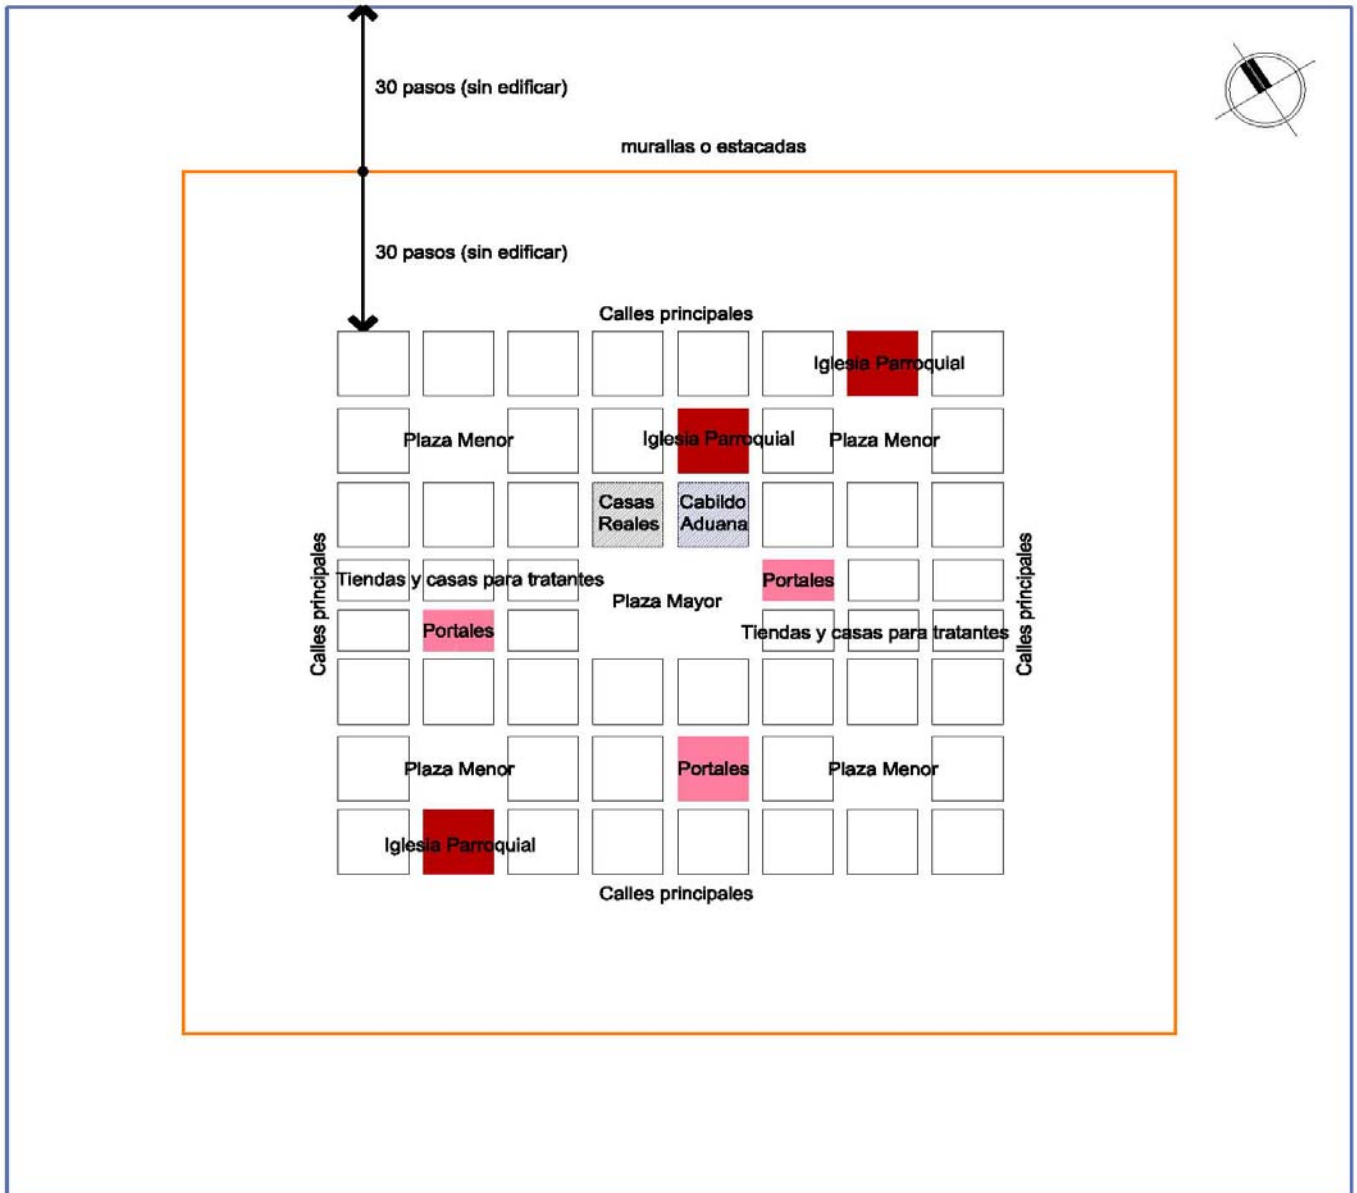 30 pasos (sin edificar)
murallas o estacadas
30 pasos (sin edificar)
Calles principales
Iglesia Parroquial
Plaza Menor
Iglesia Parroquial
Plaza Menor
Casas
Reales
Cabildo
Aduana
Calles principales
Tiendas y casas para tratantes
Plaza Mayor
Portales
Calles principales
Portales
Tiendas y casas para tratantes
Plaza Menor
Portales
Plaza Menor
Iglesia Parroquial
Calles principales